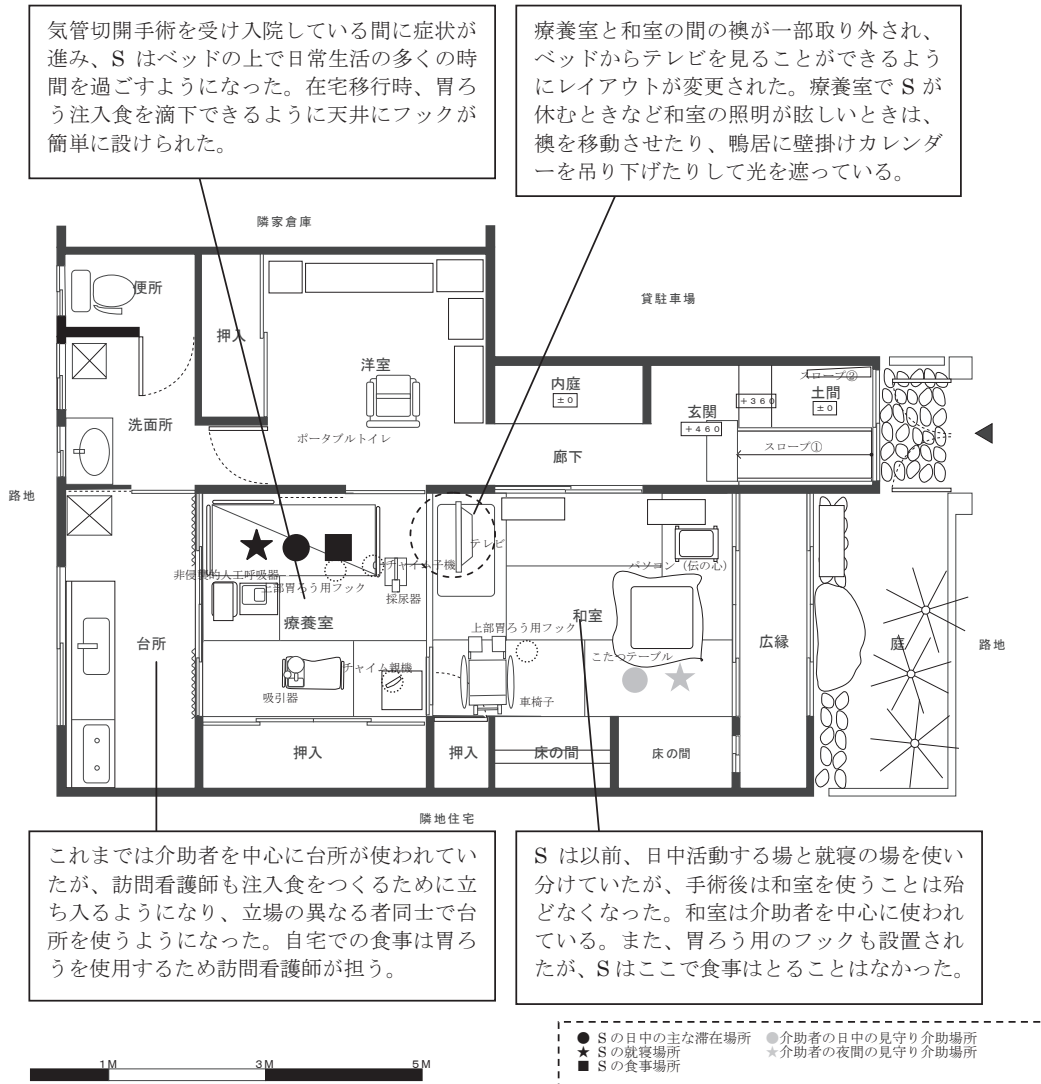 気管切開手術を受け入院している間に症状が
進み、S はベッドの上で日常生活の多くの時
間を過ごすようになった。在宅移行時、胃ろ
う注入食を滴下できるように天井にフックが
簡単に設けられた。
療養室と和室の間の襖が一部取り外され、
ベッドからテレビを見ることができるよう
にレイアウトが変更された。療養室で S が
休むときなど和室の照明が眩しいときは、
襖を移動させたり、鴨居に壁掛けカレンダ
ーを吊り下げたりして光を遮っている。
隣家倉庫
貸駐車場
便所
押入
洋室
内庭
±0
スロープ②
土間
±0
+360
玄関
+460
洗面所
ポータブルトイレ
スロープ①
廊下
路地
テレビ
チャイム子機
パソコン（伝の心）
非侵襲的人工呼吸器
上部胃ろう用フック
採尿器
療養室
和室
上部胃ろう用フック
台所
広縁
庭
路地
こたつテーブル
チャイム親機
吸引器
車椅子
押入
押入
床の間
床の間
隣地住宅
これまでは介助者を中心に台所が使われてい
たが、訪問看護師も注入食をつくるために立
ち入るようになり、立場の異なる者同士で台
所を使うようになった。自宅での食事は胃ろ
うを使用するため訪問看護師が担う。
S は以前、日中活動する場と就寝の場を使い
分けていたが、手術後は和室を使うことは殆
どなくなった。和室は介助者を中心に使われ
ている。また、胃ろう用のフックも設置され
たが、S はここで食事はとることはなかった。
● S の日中の主な滞在場所 ●介助者の日中の見守り介助場所
★ S の就寝場所 ★介助者の夜間の見守り介助場所
■ S の食事場所
1M 3M 5M